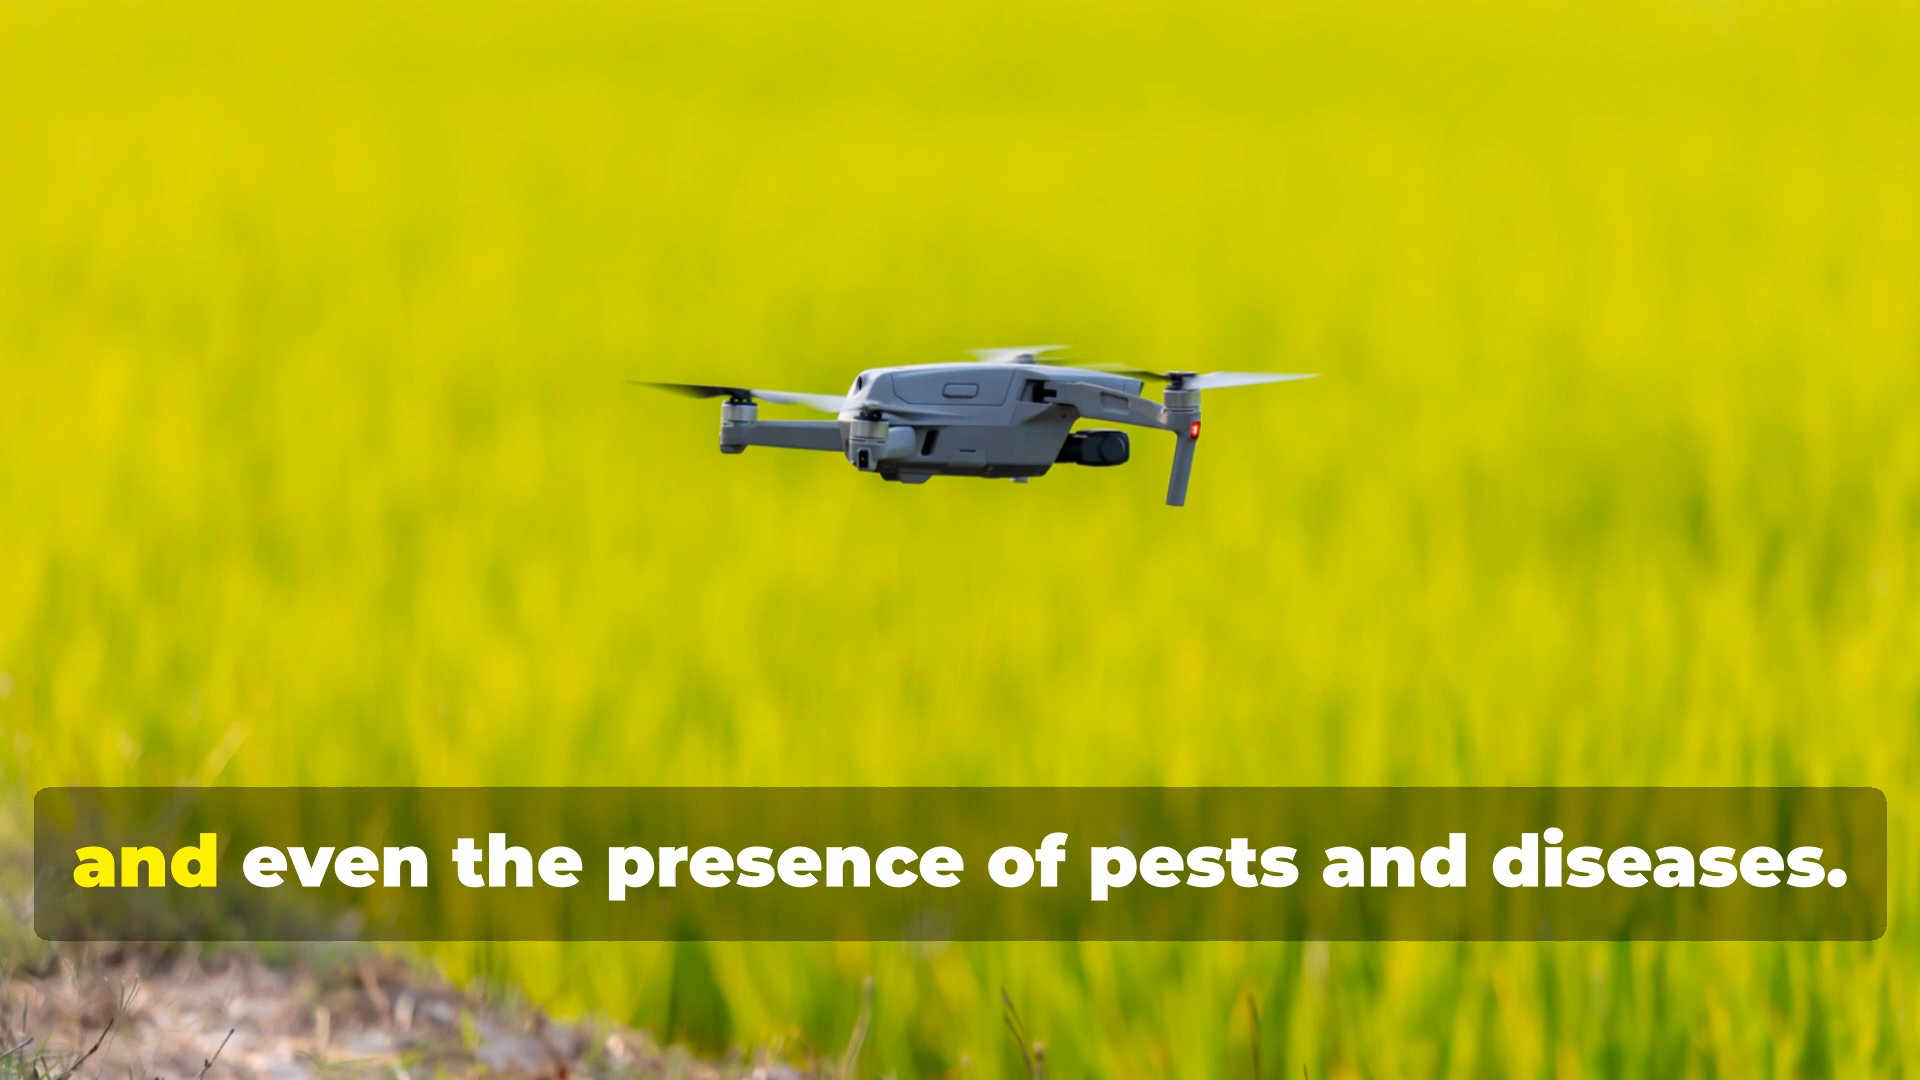 and even the presence of pests and diseases.